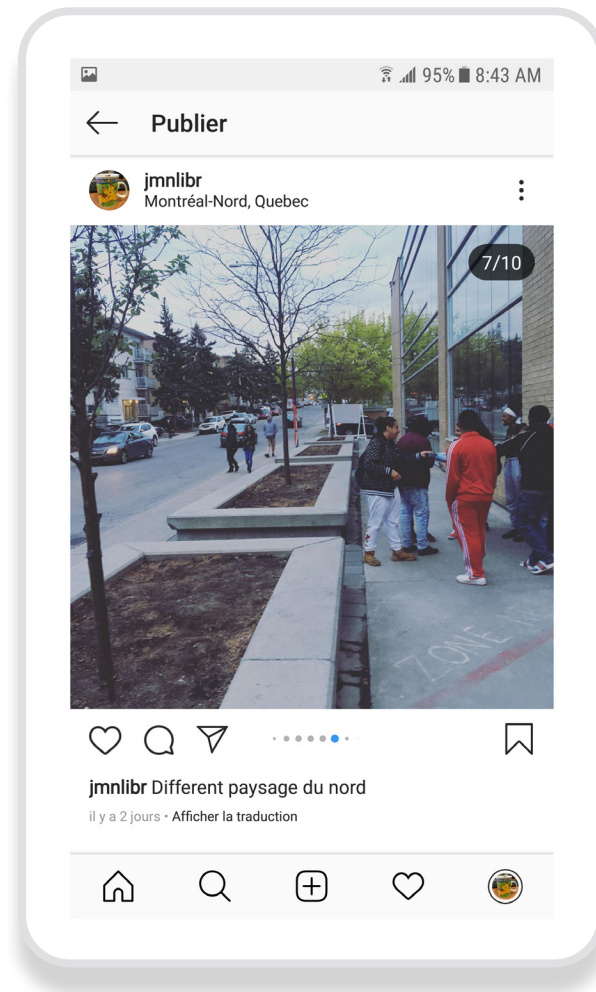 95% 8:43 AM
Publier
jmnlibr
Montréal-Nord, Quebec
7/10
ZONE
jmnlibr Different paysage du nord
il y a 2 jours • Afficher la traduction